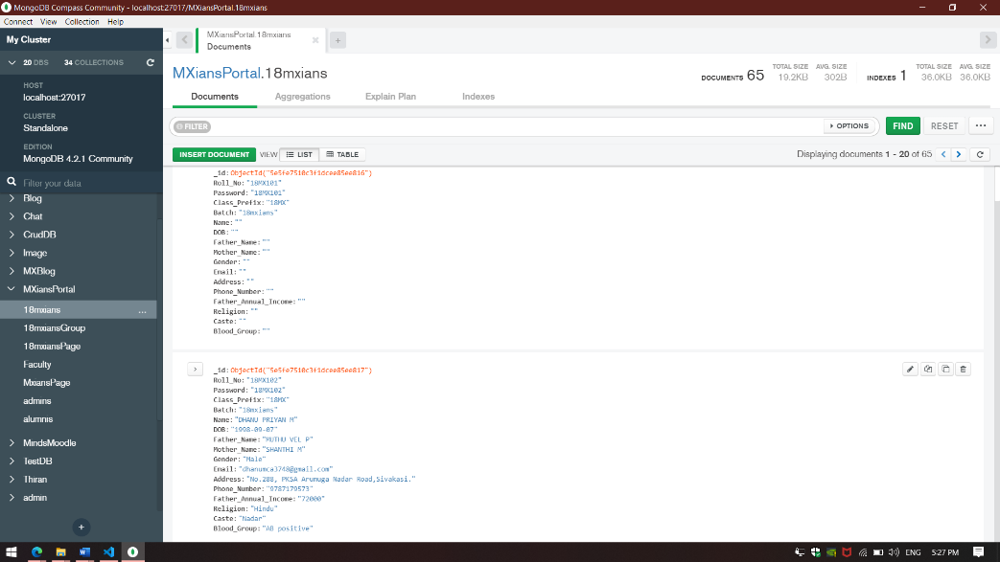 MongoDB Compass Community - localhost:27017/MXiansPortal.18mxians
Connect View Collection Help
My Cluster
MXiansPortal.18mxians
Documents
20 DBS 34 COLLECTIONS
HOST
localhost:27017
CLUSTER
Standalone
EDITION
MongoDB 4.2.1 Community
Filter your data
Blog
Chat
CrudDB
Image
MXBlog
MXiansPortal
18mxians ...
18mxiansGroup
18mxiansPage
Faculty
MxiansPage
admins
alumnis
MindsMoodle
TestDB
Thiran
admin
MXiansPortal.18mxians
DOCUMENTS 65 TOTAL SIZE 19.2KB AVG. SIZE 302B INDEXES 1 TOTAL SIZE 36.0KB AVG. SIZE 36.0KB
Documents Aggregations Explain Plan Indexes
FILTER OPTIONS FIND RESET ...
INSERT DOCUMENT VIEW LIST TABLE Displaying documents 1 - 20 of 65
_id: ObjectId("5e5fe7510c3f1dcee85ee816")
Roll_No: "18MX101"
Password: "18MX101"
Class_Prefix: "18MX"
Batch: "18mxians"
Name: ""
DOB: ""
Father_Name: ""
Mother_Name: ""
Gender: ""
Email: ""
Address: ""
Phone_Number: ""
Father_Annual_Income: ""
Religion: ""
Caste: ""
Blood_Group: ""
_id: ObjectId("5e5fe7510c3f1dcee85ee817")
Roll_No: "18MX102"
Password: "18MX102"
Class_Prefix: "18MX"
Batch: "18mxians"
Name: "DHANU PRIYAN M"
DOB: "1998-09-07"
Father_Name: "MUTHU VEL P"
Mother_Name: "SHANTHI M"
Gender: "Male"
Email: "dhanumca3748@gmail.com"
Address: "No.288, PKSA Arumuga Nadar Road,Sivakasi."
Phone_Number: "9787179573"
Father_Annual_Income: "72000"
Religion: "Hindu"
Caste: "Nadar"
Blood_Group: "AB positive"
ENG 5:27 PM